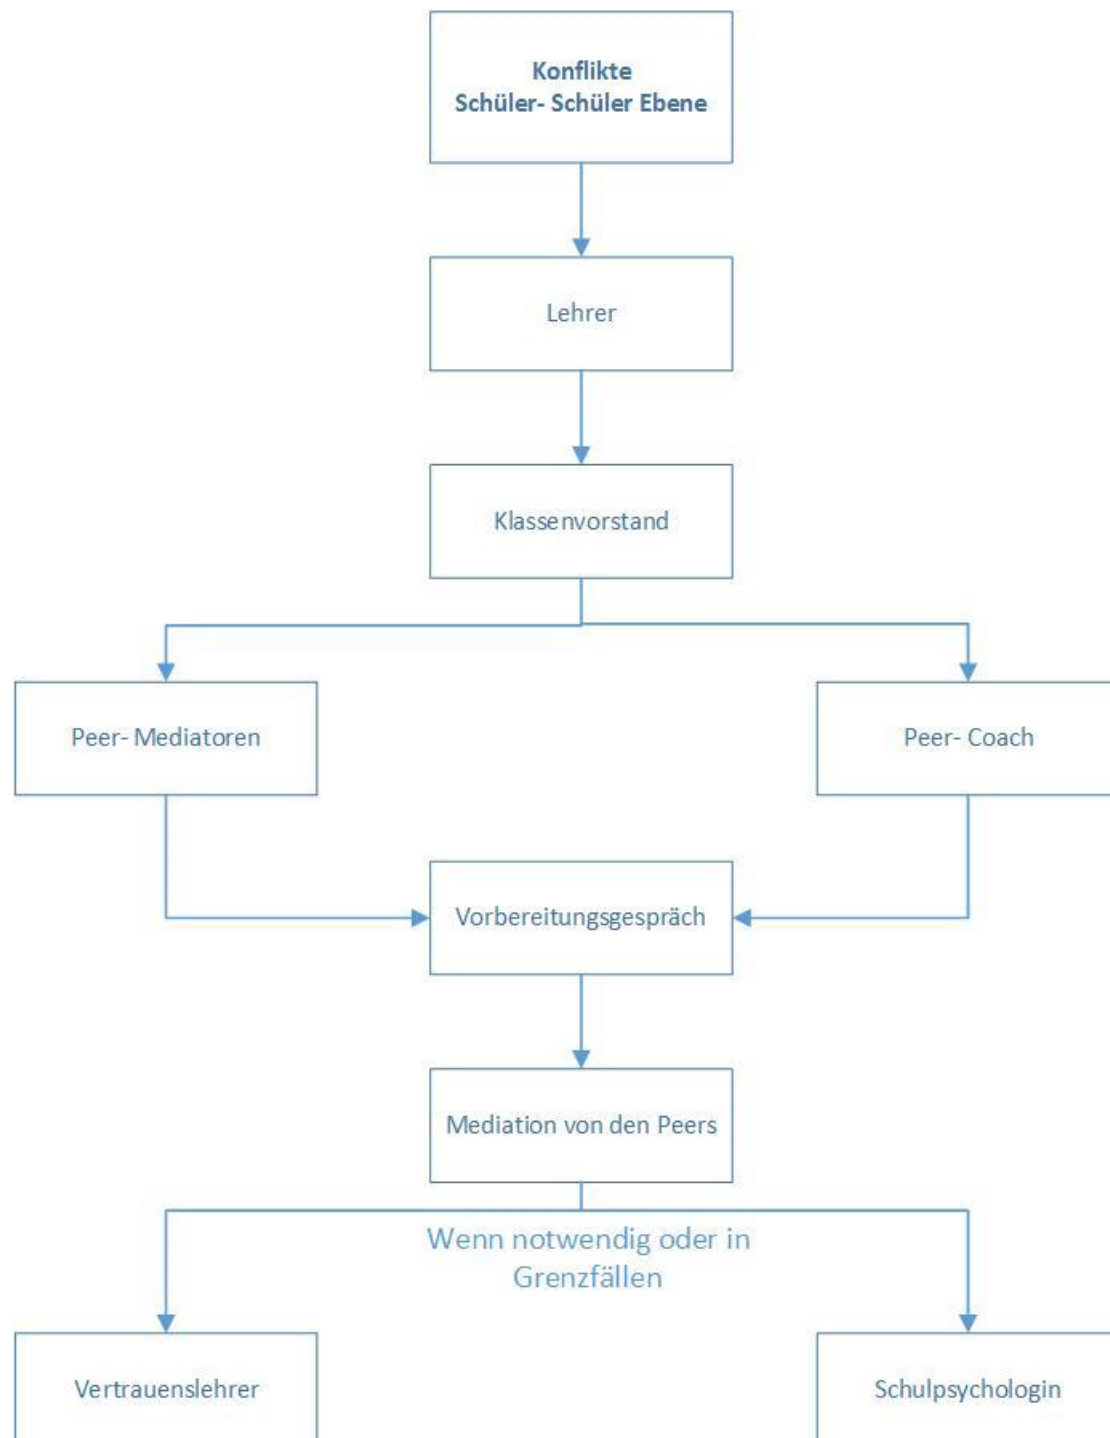 Konflikte
Schüler- Schüler Ebene
Lehrer
Klassenvorstand
Peer- Mediatoren
Peer- Coach
Vorbereitungsgespräch
Mediation von den Peers
Wenn notwendig oder in
Grenzfällen
Vertrauenslehrer
Schulpsychologin